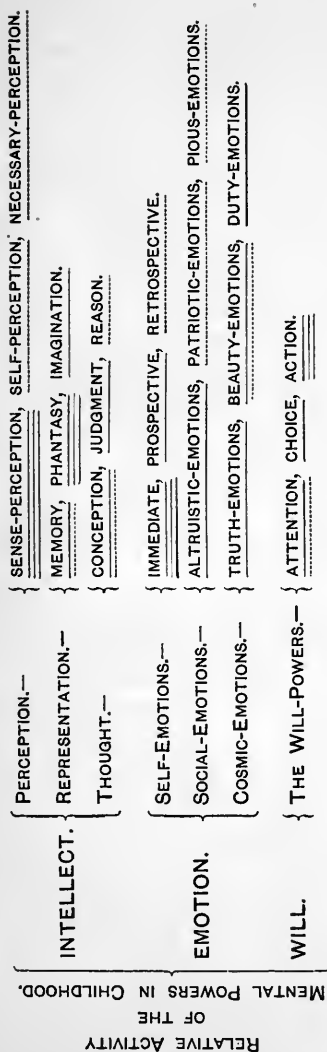 RELATIVE ACTIVITY
OF THE
MENTAL POWERS IN CHILDHOOD.
INTELLECT.
PERCEPTION.— SENSE-PERCEPTION, SELF-PERCEPTION, NECESSARY-PERCEPTION.
REPRESENTATION.— MEMORY, PHANTASY, IMAGINATION.
THOUGHT.— CONCEPTION, JUDGMENT, REASON.
EMOTION.
SELF-EMOTIONS.— IMMEDIATE, PROSPECTIVE, RETROSPECTIVE.
SOCIAL-EMOTIONS.— ALTRUISTIC-EMOTIONS, PATRIOTIC-EMOTIONS, PIOUS-EMOTIONS.
COSMIC-EMOTIONS.— TRUTH-EMOTIONS, BEAUTY-EMOTIONS, DUTY-EMOTIONS.
WILL.
THE WILL-POWERS.— ATTENTION, CHOICE, ACTION.